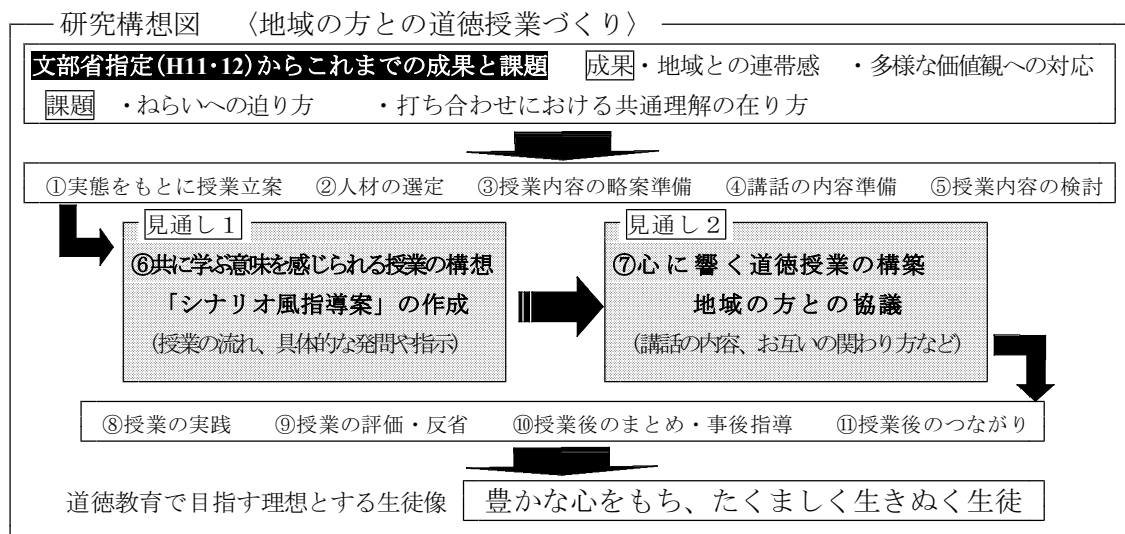 研究構想図 〈地域の方との道徳授業づくり〉
文部省指定(H11･12)からこれまでの成果と課題 成果・地域との連帯感 ・多様な価値観への対応
課題 ・ねらいへの迫り方 ・打ち合わせにおける共通理解の在り方
①実態をもとに授業立案 ②人材の選定 ③授業内容の略案準備 ④講話の内容準備 ⑤授業内容の検討
見通し1
⑥共に学ぶ意味を感じられる授業の構想
「シナリオ風指導案」の作成
(授業の流れ、具体的な発問や指示)
見通し2
⑦心に響く道徳授業の構築
地域の方との協議
(講話の内容、お互いの関わり方など)
⑧授業の実践 ⑨授業の評価・反省 ⑩授業後のまとめ・事後指導 ⑪授業後のつながり
道徳教育で目指す理想とする生徒像 豊かな心をもち、たくましく生きぬく生徒